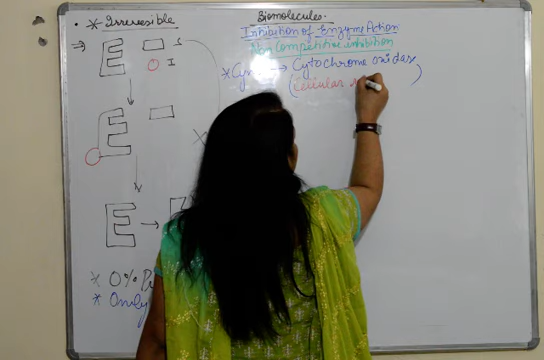 Biomolecules.
* Irreversible
Inhibition of Enzyme Action
Non Competitive inhibition
⇒ E S
I
* → Cytochrome oxidase
(cellular
E
E →
* 0%
* Only